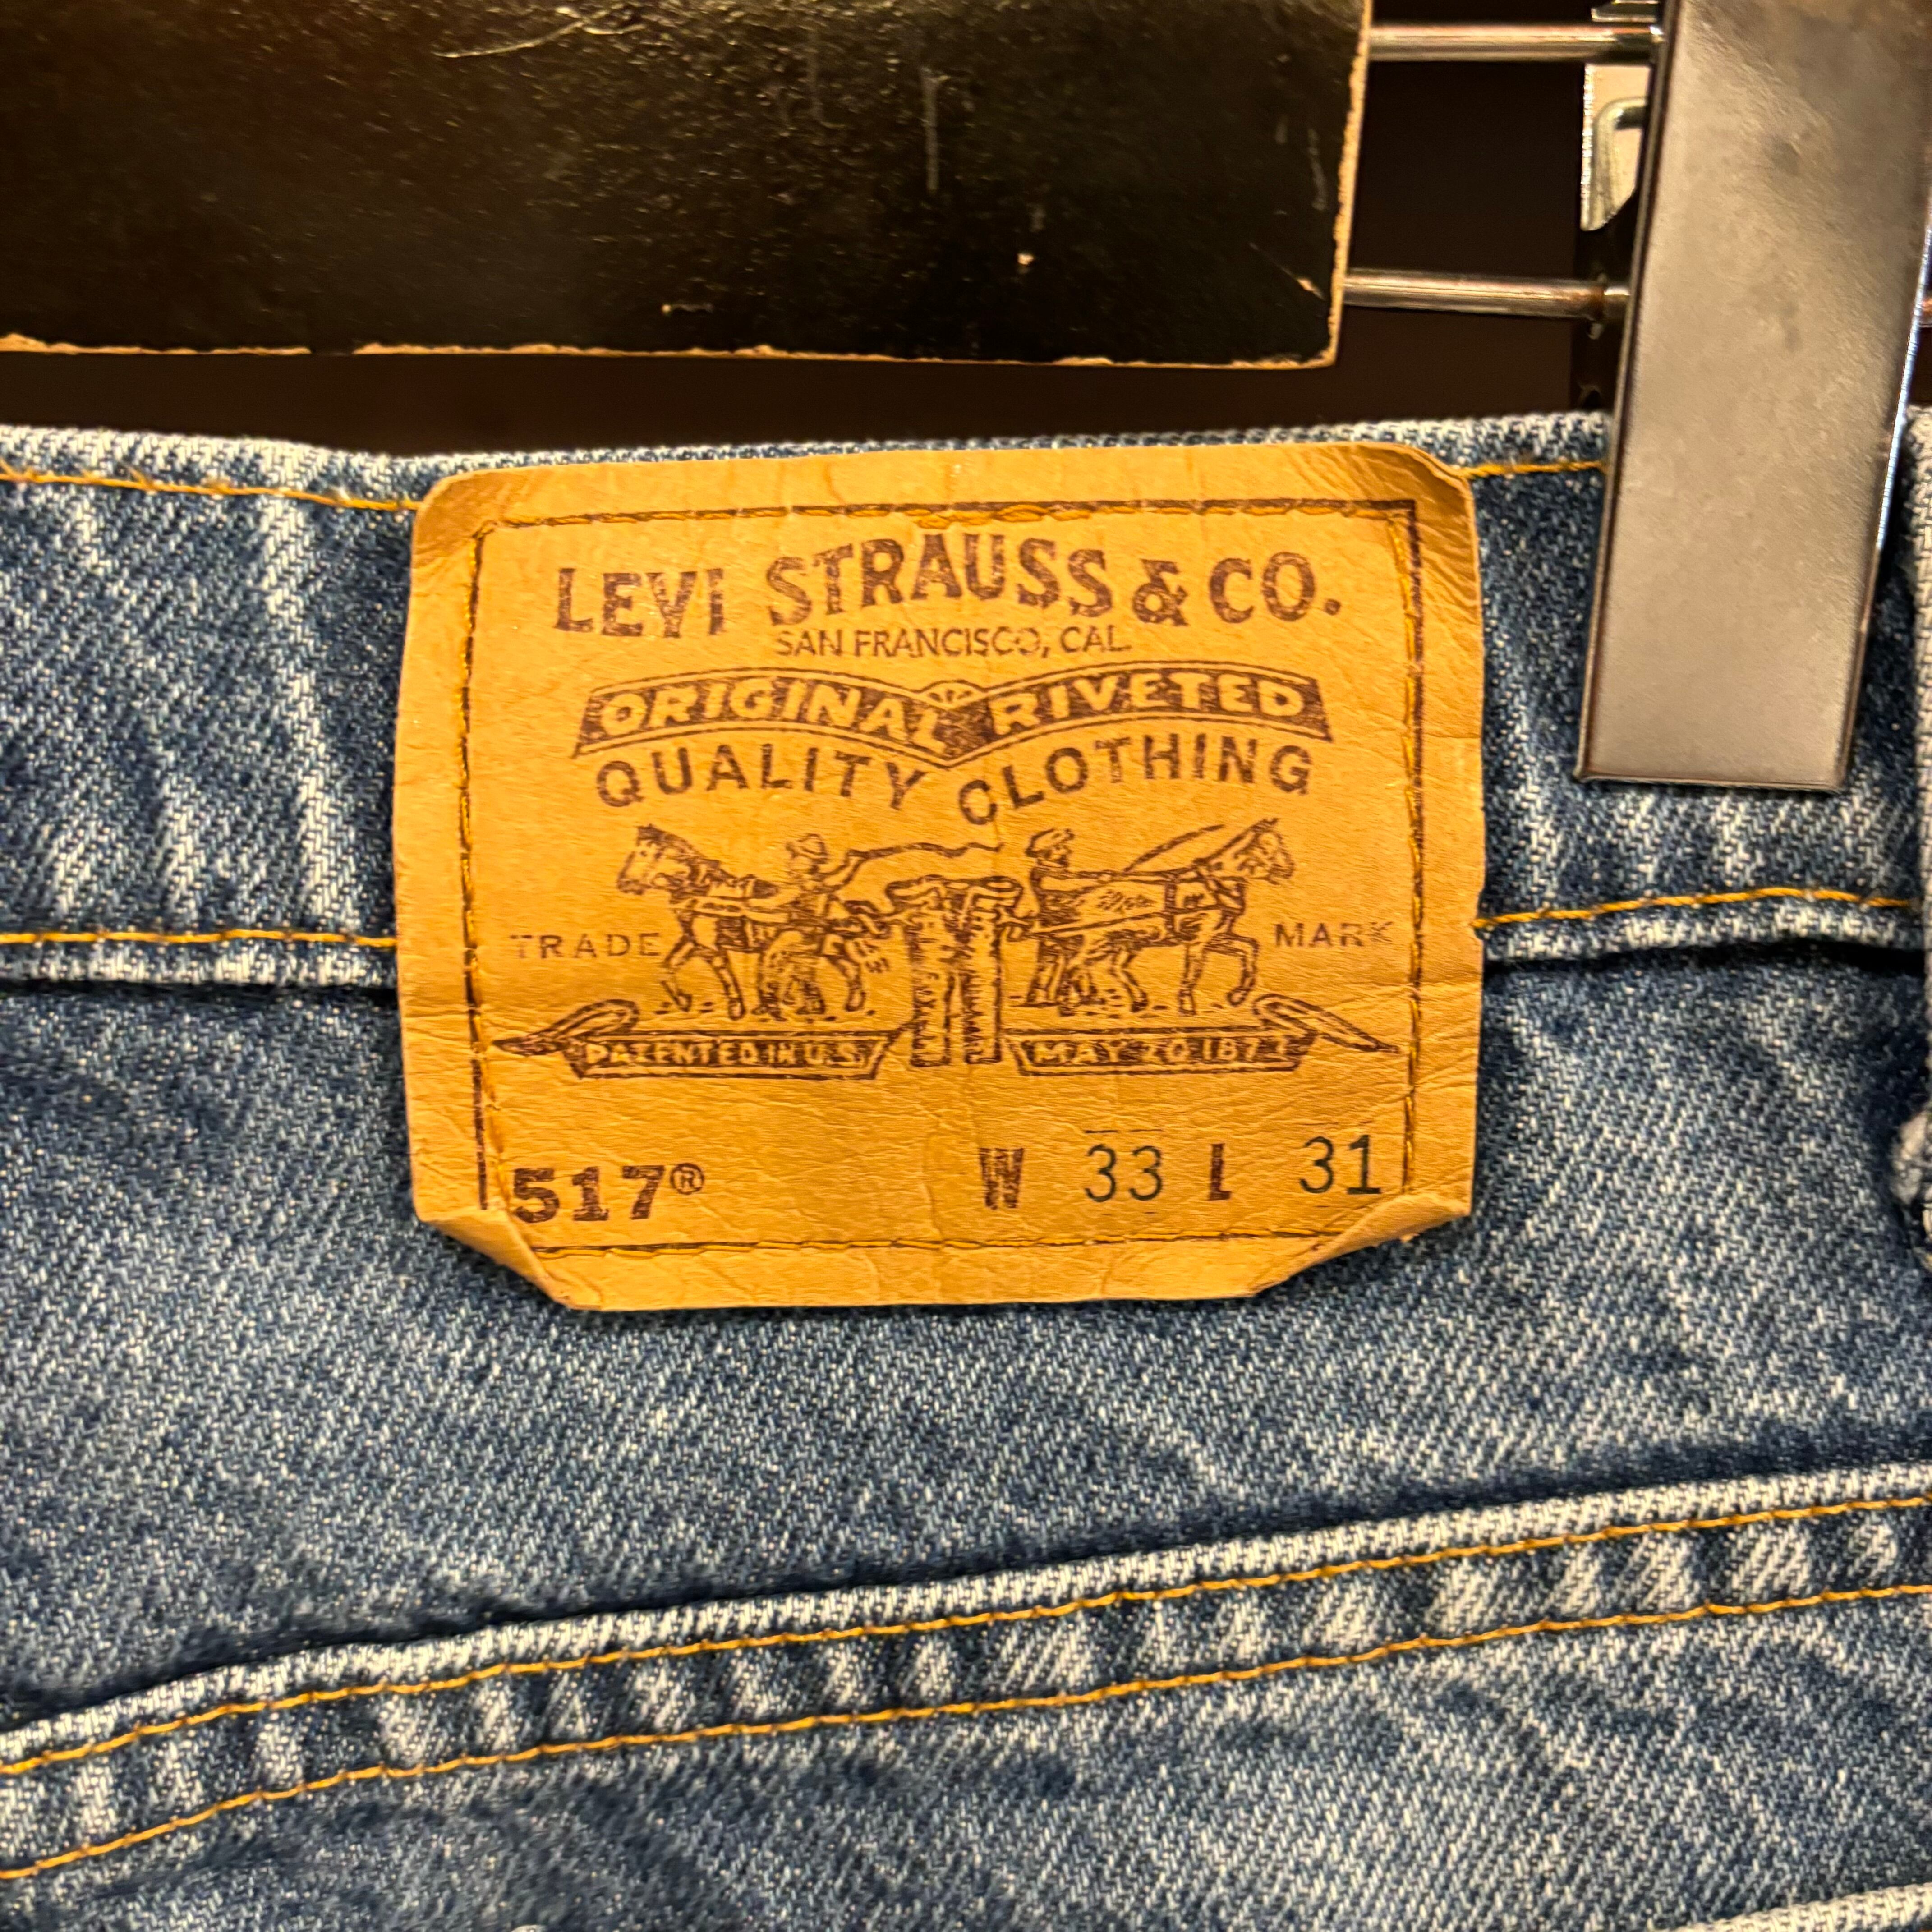 LEVI STRAUSS & CO.
SAN FRANCISCO, CAL.
ORIGINAL RIVETED
QUALITY CLOTHING
TRADE MARK
PATENTED IN U.S. MAY 20 1873
517® W 33 L 31